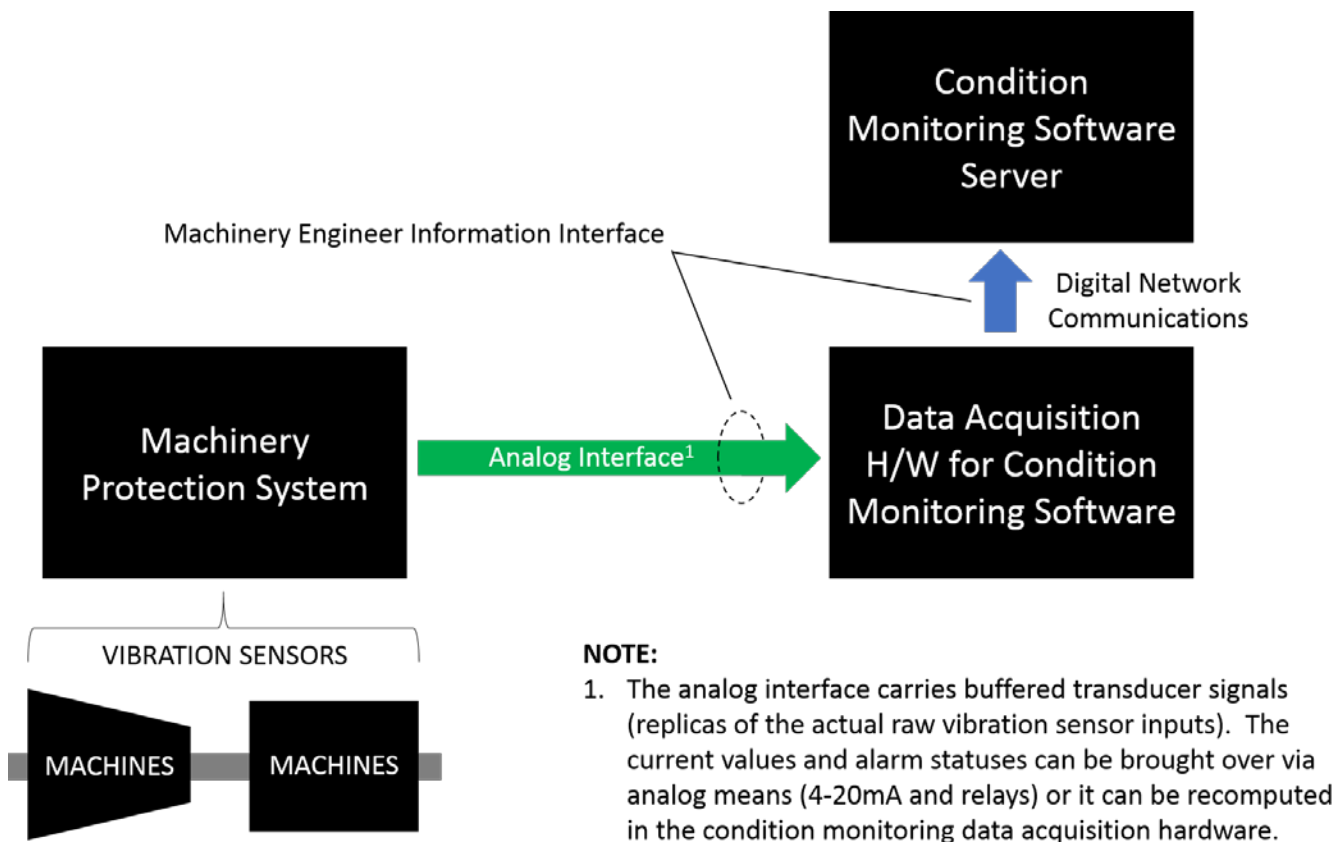 Condition
Monitoring Software
Server
Machinery Engineer Information Interface
Digital Network
Communications
Machinery
Protection System
Analog Interface¹
Data Acquisition
H/W for Condition
Monitoring Software
VIBRATION SENSORS
MACHINES
MACHINES
NOTE:
1. The analog interface carries buffered transducer signals
(replicas of the actual raw vibration sensor inputs). The
current values and alarm statuses can be brought over via
analog means (4-20mA and relays) or it can be recomputed
in the condition monitoring data acquisition hardware.